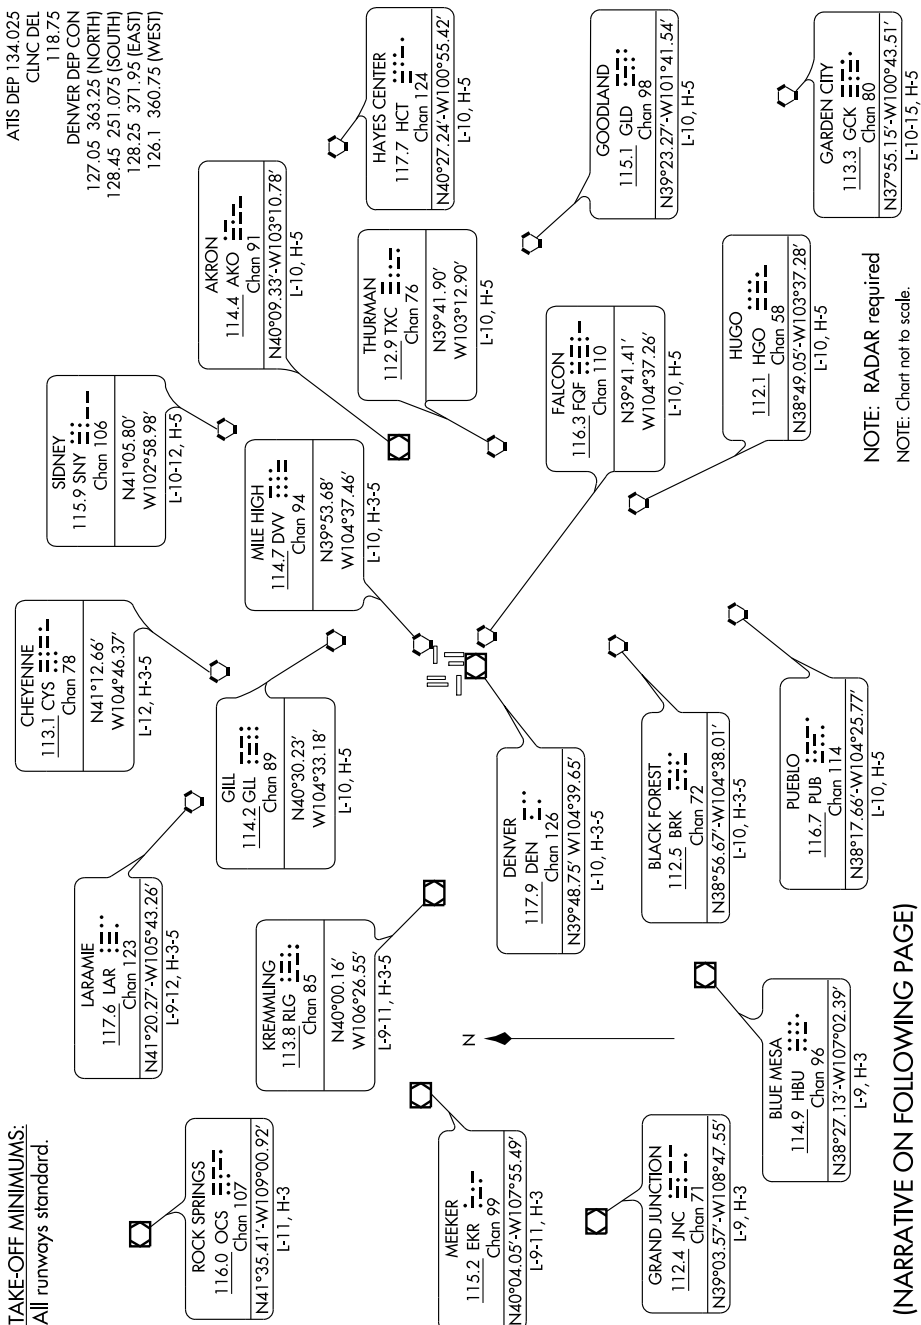 TAKE-OFF MINIMUMS:
All runways standard.
ATIS DEP 134.025
CLNC DEL
118.75
DENVER DEP CON
127.05 363.25 (NORTH)
128.45 251.075 (SOUTH)
128.25 371.95 (EAST)
126.1 360.75 (WEST)
ROCK SPRINGS
116.0 OCS
Chan 107
N41°35.41'-W109°00.92'
L-11, H-3
LARAMIE
117.6 LAR
Chan 123
N41°20.27'-W105°43.26'
L-9-12, H-3-5
CHEYENNE
113.1 CYS
Chan 78
N41°12.66'
W104°46.37'
L-12, H-3-5
SIDNEY
115.9 SNY
Chan 106
N41°05.80'
W102°58.98'
L-10-12, H-5
AKRON
114.4 AKO
Chan 91
N40°09.33'-W103°10.78'
L-10, H-5
HAYES CENTER
117.7 HCT
Chan 124
N40°27.24'-W100°55.42'
L-10, H-5
GILL
114.2 GLL
Chan 89
N40°30.23'
W104°33.18'
L-10, H-5
MILE HIGH
114.7 DVV
Chan 94
N39°53.68'
W104°37.46'
L-10, H-3-5
KREMMLING
113.8 RLG
Chan 85
N40°00.16'
W106°26.55'
L-9-11, H-3-5
THURMAN
112.9 TXC
Chan 76
N39°41.90'
W103°12.90'
L-10, H-5
MEEKER
115.2 EKR
Chan 99
N40°04.05'-W107°55.49'
L-9-11, H-3
N
DENVER
117.9 DEN
Chan 126
N39°48.75' W104°39.65'
L-10, H-3-5
FALCON
116.3 FQF
Chan 110
N39°41.41'
W104°37.26'
L-10, H-5
GOODLAND
115.1 GLD
Chan 98
N39°23.27'-W101°41.54'
L-10, H-5
GRAND JUNCTION
112.4 JNC
Chan 71
N39°03.57'-W108°47.55'
L-9, H-3
BLACK FOREST
112.5 BRK
Chan 72
N38°56.67'-W104°38.01'
L-10, H-3-5
HUGO
112.1 HGO
Chan 58
N38°49.05'-W103°37.28'
L-10, H-5
BLUE MESA
114.9 HBU
Chan 96
N38°27.13'-W107°02.39'
L-9, H-3
PUEBLO
116.7 PUB
Chan 114
N38°17.66'-W104°25.77'
L-10, H-5
GARDEN CITY
113.3 GCK
Chan 80
N37°55.15'-W100°43.51'
L-10-15, H-5
NOTE: RADAR required
NOTE: Chart not to scale.
(NARRATIVE ON FOLLOWING PAGE)